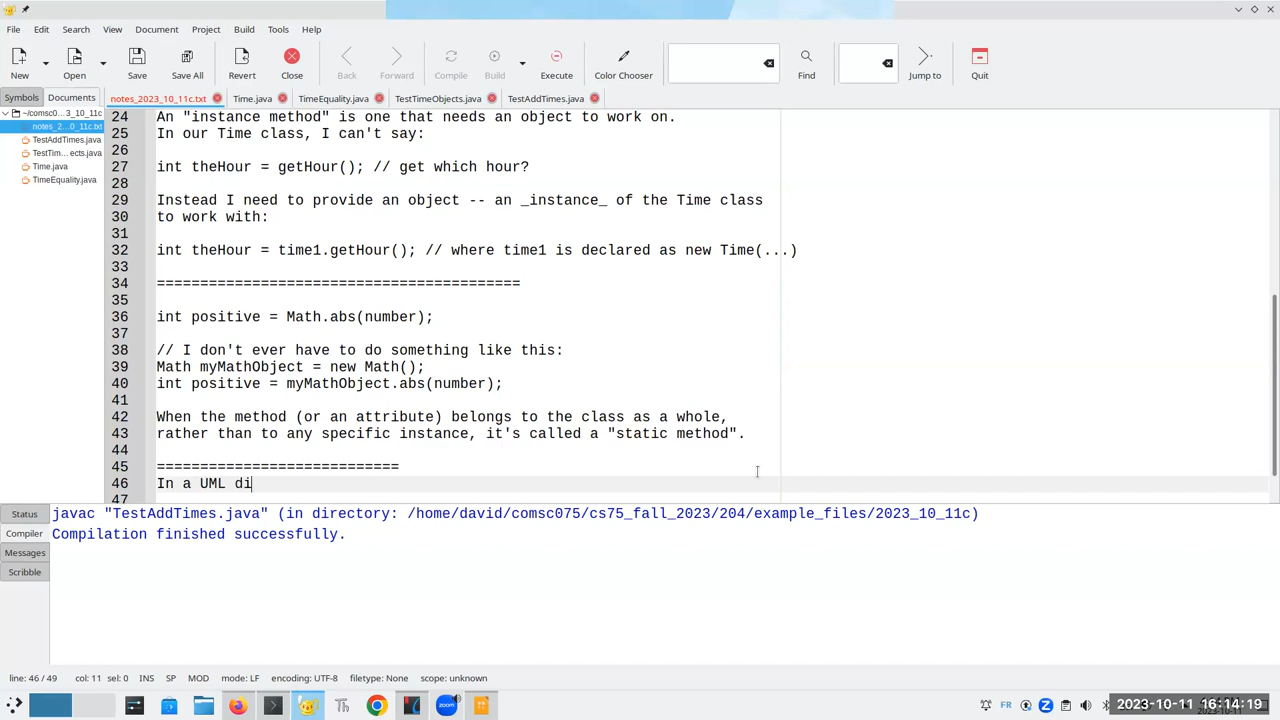 File Edit Search View Document Project Build Tools Help
New Open Save Save All Revert Close Back Forward Compile Build Execute Color Chooser Find Jump to Quit
Symbols Documents notes_2023_10_11c.txt Time.java TimeEquality.java TestTimeObjects.java TestAddTimes.java
~/comsc0...3_10_11c
notes_2...0_11c.txt
TestAddTimes.java
TestTim...ects.java
Time.java
TimeEquality.java
24 An "instance method" is one that needs an object to work on.
25 In our Time class, I can't say:
26
27 int theHour = getHour(); // get which hour?
28
29 Instead I need to provide an object -- an _instance_ of the Time class
30 to work with:
31
32 int theHour = time1.getHour(); // where time1 is declared as new Time(...)
33
34 ==========================================
35
36 int positive = Math.abs(number);
37
38 // I don't ever have to do something like this:
39 Math myMathObject = new Math();
40 int positive = myMathObject.abs(number);
41
42 When the method (or an attribute) belongs to the class as a whole,
43 rather than to any specific instance, it's called a "static method".
44
45 ============================
46 In a UML di
47
Status
Compiler
Messages
Scribble
javac "TestAddTimes.java" (in directory: /home/david/comsc075/cs75_fall_2023/204/example_files/2023_10_11c)
Compilation finished successfully.
line: 46 / 49 col: 11 sel: 0 INS SP MOD mode: LF encoding: UTF-8 filetype: None scope: unknown
zoom FR 2023-10-11 16:14:19